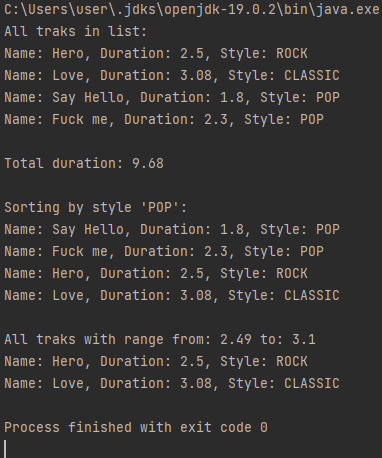 C:\Users\user\.jdks\openjdk-19.0.2\bin\java.exe
All traks in list:
Name: Hero, Duration: 2.5, Style: ROCK
Name: Love, Duration: 3.08, Style: CLASSIC
Name: Say Hello, Duration: 1.8, Style: POP
Name: Fuck me, Duration: 2.3, Style: POP
Total duration: 9.68
Sorting by style 'POP':
Name: Say Hello, Duration: 1.8, Style: POP
Name: Fuck me, Duration: 2.3, Style: POP
Name: Hero, Duration: 2.5, Style: ROCK
Name: Love, Duration: 3.08, Style: CLASSIC
All traks with range from: 2.49 to: 3.1
Name: Hero, Duration: 2.5, Style: ROCK
Name: Love, Duration: 3.08, Style: CLASSIC
Process finished with exit code 0